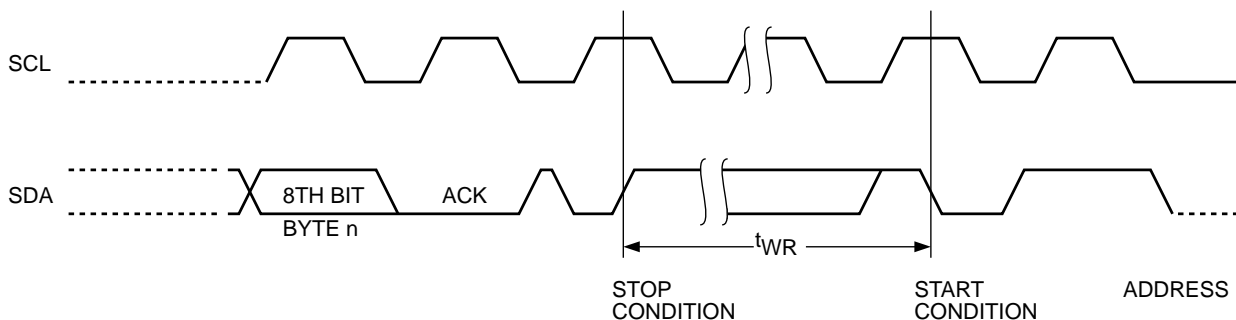 SCL
SDA
8TH BIT
ACK
BYTE n
tWR
STOP
CONDITION
START
CONDITION
ADDRESS